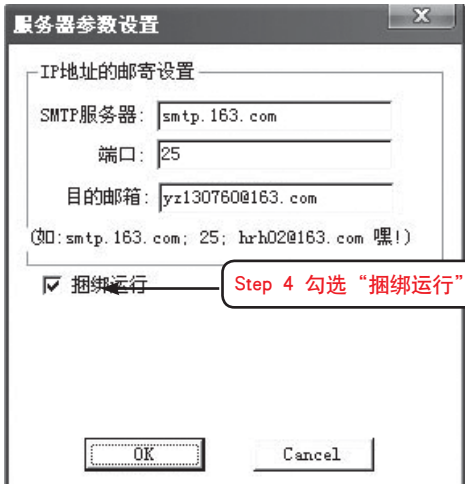 服务器参数设置
IP地址的邮寄设置
SMTP服务器: smtp.163.com
端口: 25
目的邮箱: yz130760@163.com
(如:smtp.163.com; 25; hrh02@163.com 嘿!)
捆绑运行
Step 4 勾选“捆绑运行”
OK Cancel